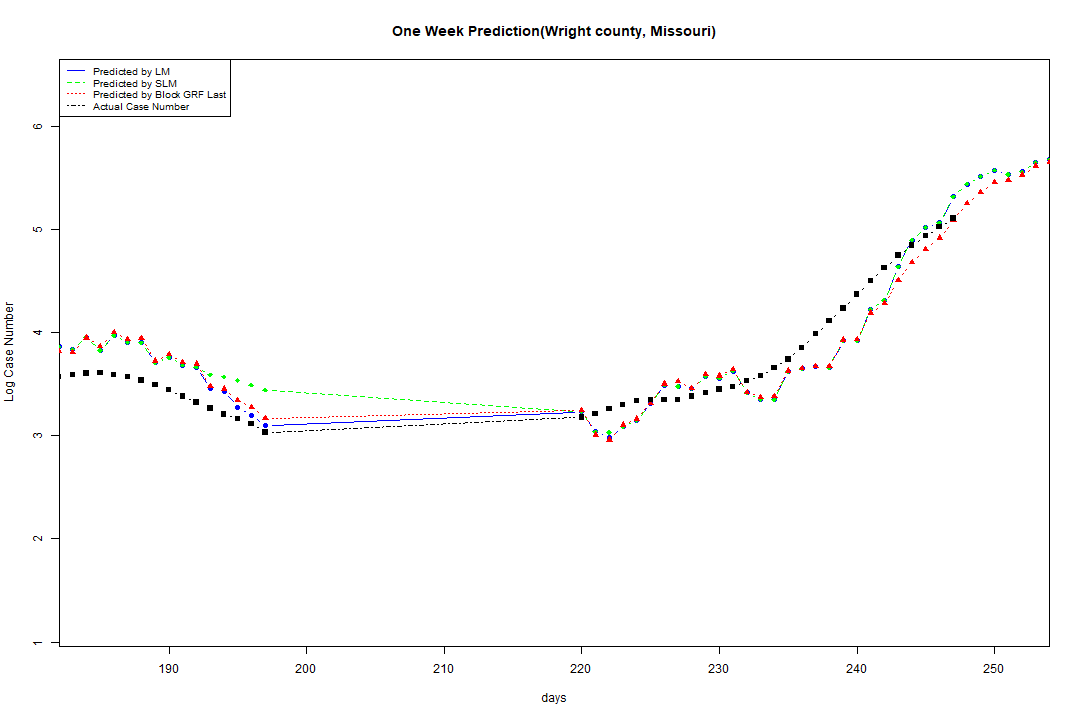 One Week Prediction(Wright county, Missouri)
Predicted by LM
Predicted by SLM
Predicted by Block GRF Last
Actual Case Number
6
5
4
3
2
1
Log Case Number
190 200 210 220 230 240 250
days